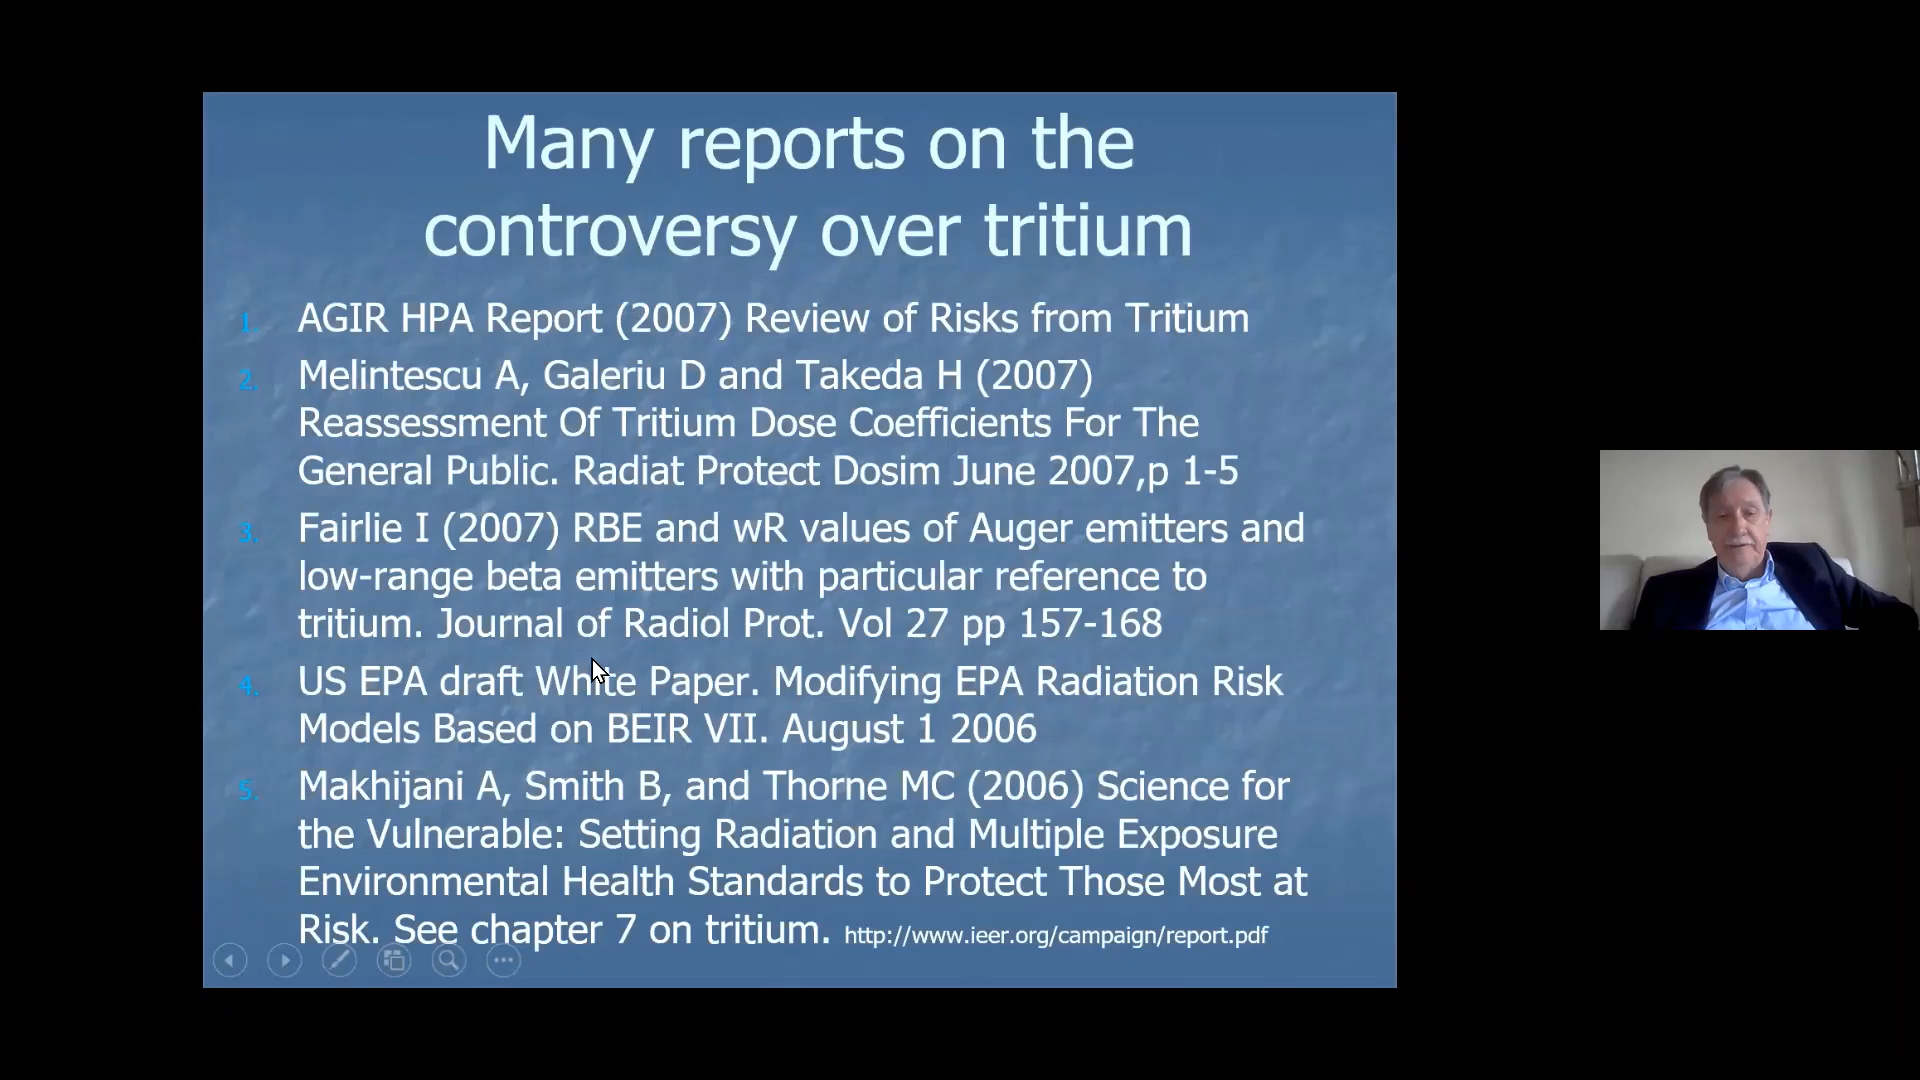 Many reports on the
controversy over tritium
1. AGIR HPA Report (2007) Review of Risks from Tritium
2. Melintescu A, Galeriu D and Takeda H (2007)
Reassessment Of Tritium Dose Coefficients For The
General Public. Radiat Protect Dosim June 2007,p 1-5
3. Fairlie I (2007) RBE and wR values of Auger emitters and
low-range beta emitters with particular reference to
tritium. Journal of Radiol Prot. Vol 27 pp 157-168
4. US EPA draft White Paper. Modifying EPA Radiation Risk
Models Based on BEIR VII. August 1 2006
5. Makhijani A, Smith B, and Thorne MC (2006) Science for
the Vulnerable: Setting Radiation and Multiple Exposure
Environmental Health Standards to Protect Those Most at
Risk. See chapter 7 on tritium. http://www.ieer.org/campaign/report.pdf